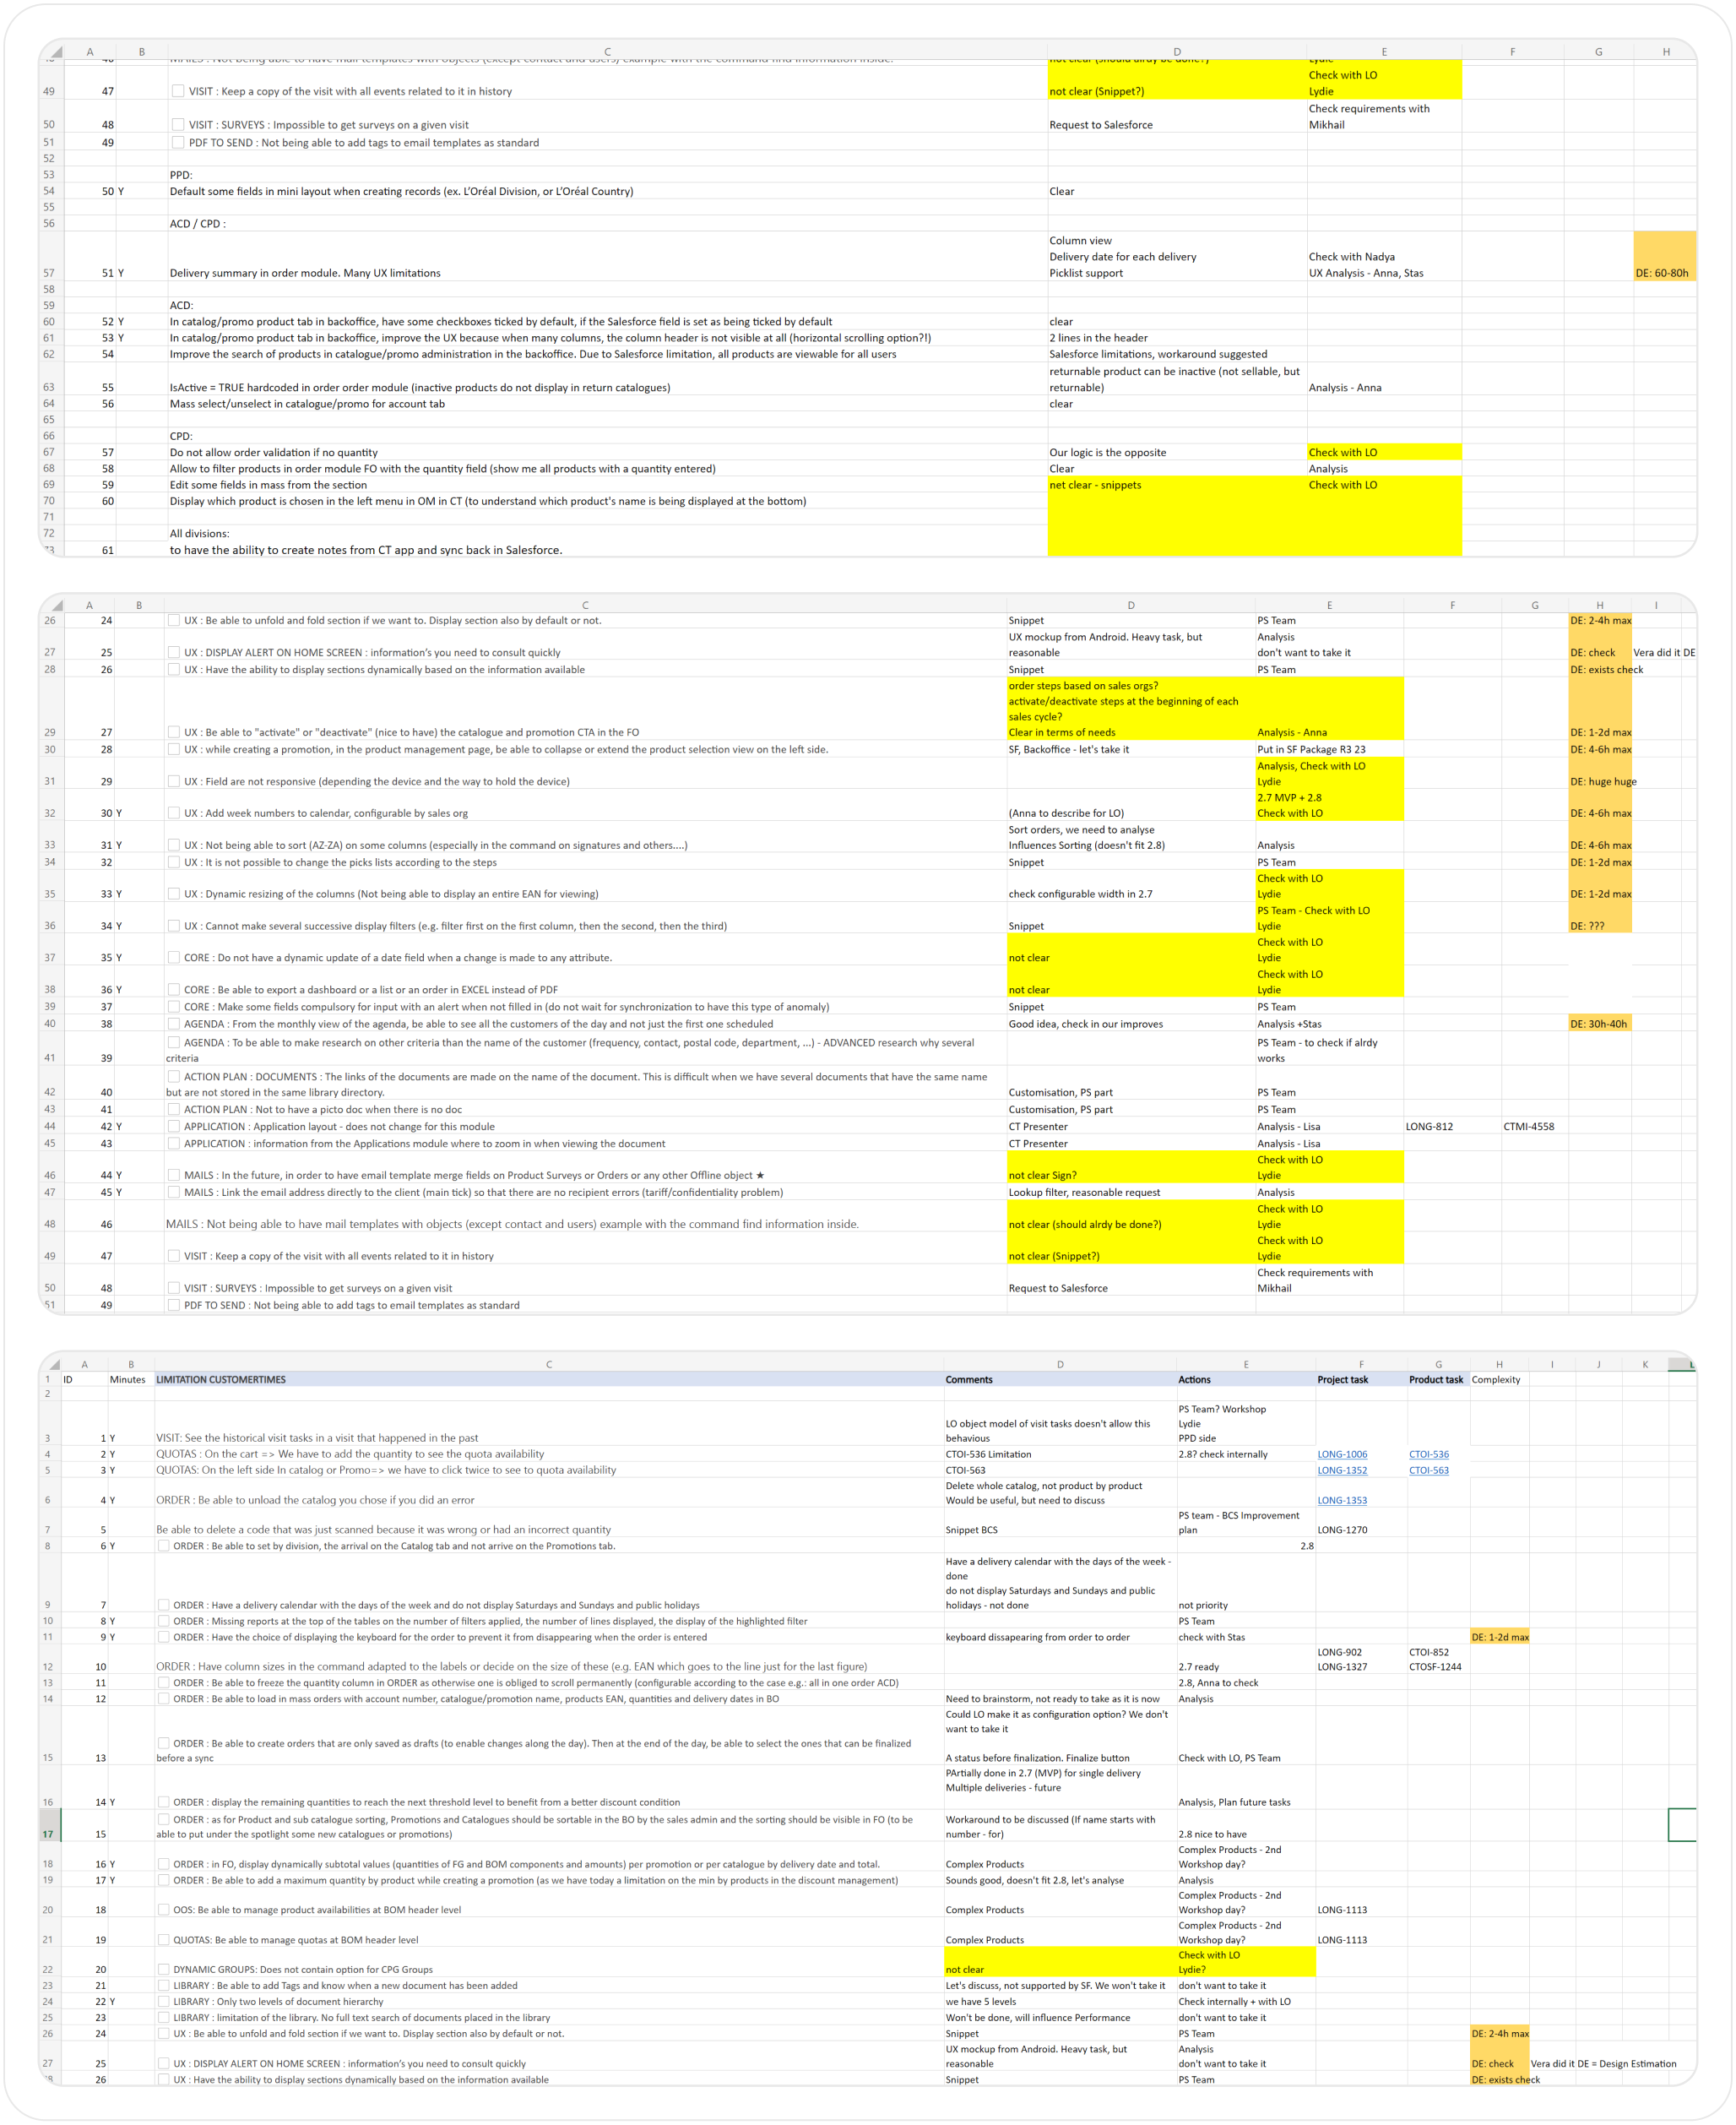 A B C D E F G H
MAILS : Not being able to have mail templates with objects (except contact and users) example with the command find information inside. not clear (should alrdy be done?) Lydie
Check with LO
49 47 VISIT : Keep a copy of the visit with all events related to it in history not clear (Snippet?) Lydie
Check requirements with
50 48 VISIT : SURVEYS : Impossible to get surveys on a given visit Request to Salesforce Mikhail
51 49 PDF TO SEND : Not being able to add tags to email templates as standard
52
53 PPD:
54 50 Y Default some fields in mini layout when creating records (ex. L'Oréal Division, or L'Oréal Country) Clear
55
56 ACD / CPD :
Column view
Delivery date for each delivery Check with Nadya
57 51 Y Delivery summary in order module. Many UX limitations Picklist support UX Analysis - Anna, Stas DE: 60-80h
58
59 ACD:
60 52 Y In catalog/promo product tab in backoffice, have some checkboxes ticked by default, if the Salesforce field is set as being ticked by default clear
61 53 Y In catalog/promo product tab in backoffice, improve the UX because when many columns, the column header is not visible at all (horizontal scrolling option?!) 2 lines in the header
62 54 Improve the search of products in catalogue/promo administration in the backoffice. Due to Salesforce limitation, all products are viewable for all users Salesforce limitations, workaround suggested
returnable product can be inactive (not sellable, but
63 55 IsActive = TRUE hardcoded in order order module (inactive products do not display in return catalogues) returnable) Analysis - Anna
64 56 Mass select/unselect in catalogue/promo for account tab clear
65
66 CPD:
67 57 Do not allow order validation if no quantity Our logic is the opposite Check with LO
68 58 Allow to filter products in order module FO with the quantity field (show me all products with a quantity entered) Clear Analysis
69 59 Edit some fields in mass from the section net clear - snippets Check with LO
70 60 Display which product is chosen in the left menu in OM in CT (to understand which product's name is being displayed at the bottom)
71
72 All divisions:
73 61 to have the ability to create notes from CT app and sync back in Salesforce.
A B C D E F G H I
26 24 UX : Be able to unfold and fold section if we want to. Display section also by default or not. Snippet PS Team DE: 2-4h max
UX mockup from Android. Heavy task, but Analysis
27 25 UX : DISPLAY ALERT ON HOME SCREEN : information's you need to consult quickly reasonable don't want to take it DE: check Vera did it DE
28 26 UX : Have the ability to display sections dynamically based on the information available Snippet PS Team DE: exists check
order steps based on sales orgs?
activate/deactivate steps at the beginning of each
sales cycle?
29 27 UX : Be able to "activate" or "deactivate" (nice to have) the catalogue and promotion CTA in the FO Clear in terms of needs Analysis - Anna DE: 1-2d max
30 28 UX : while creating a promotion, in the product management page, be able to collapse or extend the product selection view on the left side. SF, Backoffice - let's take it Put in SF Package R3 23 DE: 4-6h max
Analysis, Check with LO
31 29 UX : Field are not responsive (depending the device and the way to hold the device) Lydie DE: huge huge
2.7 MVP + 2.8
32 30 Y UX : Add week numbers to calendar, configurable by sales org (Anna to describe for LO) Check with LO DE: 4-6h max
Sort orders, we need to analyse
33 31 Y UX : Not being able to sort (AZ-ZA) on some columns (especially in the command on signatures and others....) Influences Sorting (doesn't fit 2.8) Analysis DE: 4-6h max
34 32 UX : It is not possible to change the picks lists according to the steps Snippet PS Team DE: 1-2d max
Check with LO
35 33 Y UX : Dynamic resizing of the columns (Not being able to display an entire EAN for viewing) check configurable width in 2.7 Lydie DE: 1-2d max
PS Team - Check with LO
36 34 Y UX : Cannot make several successive display filters (e.g. filter first on the first column, then the second, then the third) Snippet Lydie DE: ???
Check with LO
37 35 Y CORE : Do not have a dynamic update of a date field when a change is made to any attribute. not clear Lydie
Check with LO
38 36 Y CORE : Be able to export a dashboard or a list or an order in EXCEL instead of PDF not clear Lydie
39 37 CORE : Make some fields compulsory for input with an alert when not filled in (do not wait for synchronization to have this type of anomaly) Snippet PS Team
40 38 AGENDA : From the monthly view of the agenda, be able to see all the customers of the day and not just the first one scheduled Good idea, check in our improves Analysis +Stas DE: 30h-40h
AGENDA : To be able to make research on other criteria than the name of the customer (frequency, contact, postal code, department, ...) - ADVANCED research why several PS Team - to check if alrdy
41 39 criteria works
ACTION PLAN : DOCUMENTS : The links of the documents are made on the name of the document. This is difficult when we have several documents that have the same name
42 40 but are not stored in the same library directory. Customisation, PS part PS Team
43 41 ACTION PLAN : Not to have a picto doc when there is no doc Customisation, PS part PS Team
44 42 Y APPLICATION : Application layout - does not change for this module CT Presenter Analysis - Lisa LONG-812 CTMI-4558
45 43 APPLICATION : information from the Applications module where to zoom in when viewing the document CT Presenter Analysis - Lisa
Check with LO
46 44 Y MAILS : In the future, in order to have email template merge fields on Product Surveys or Orders or any other Offline object ★ not clear Sign? Lydie
47 45 Y MAILS : Link the email address directly to the client (main tick) so that there are no recipient errors (tariff/confidentiality problem) Lookup filter, reasonable request Analysis
Check with LO
48 46 MAILS : Not being able to have mail templates with objects (except contact and users) example with the command find information inside. not clear (should alrdy be done?) Lydie
Check with LO
49 47 VISIT : Keep a copy of the visit with all events related to it in history not clear (Snippet?) Lydie
Check requirements with
50 48 VISIT : SURVEYS : Impossible to get surveys on a given visit Request to Salesforce Mikhail
51 49 PDF TO SEND : Not being able to add tags to email templates as standard
A B C D E F G H I J K L
1 ID Minutes LIMITATION CUSTOMERTIMES Comments Actions Project task Product task Complexity
2
PS Team? Workshop
LO object model of visit tasks doesn't allow this Lydie
3 1 Y VISIT: See the historical visit tasks in a visit that happened in the past behavious PPD side
4 2 Y QUOTAS : On the cart => We have to add the quantity to see the quota availability CTOI-536 Limitation 2.8? check internally LONG-1006 CTOI-536
5 3 Y QUOTAS: On the left side In catalog or Promo=> we have to click twice to see to quota availability CTOI-563 LONG-1352 CTOI-563
Delete whole catalog, not product by product
6 4 Y ORDER : Be able to unload the catalog you chose if you did an error Would be useful, but need to discuss LONG-1353
PS team - BCS Improvement
7 5 Be able to delete a code that was just scanned because it was wrong or had an incorrect quantity Snippet BCS plan LONG-1270
8 6 Y ORDER : Be able to set by division, the arrival on the Catalog tab and not arrive on the Promotions tab. 2.8
Have a delivery calendar with the days of the week -
done
do not display Saturdays and Sundays and public
9 7 ORDER : Have a delivery calendar with the days of the week and do not display Saturdays and Sundays and public holidays holidays - not done not priority
10 8 Y ORDER : Missing reports at the top of the tables on the number of filters applied, the number of lines displayed, the display of the highlighted filter PS Team
11 9 Y ORDER : Have the choice of displaying the keyboard for the order to prevent it from disappearing when the order is entered keyboard dissapearing from order to order check with Stas DE: 1-2d max
LONG-902 CTOI-852
12 10 ORDER : Have column sizes in the command adapted to the labels or decide on the size of these (e.g. EAN which goes to the line just for the last figure) 2.7 ready LONG-1327 CTOSF-1244
13 11 ORDER : Be able to freeze the quantity column in ORDER as otherwise one is obliged to scroll permanently (configurable according to the case e.g.: all in one order ACD) 2.8, Anna to check
14 12 ORDER : Be able to load in mass orders with account number, catalogue/promotion name, products EAN, quantities and delivery dates in BO Need to brainstorm, not ready to take as it is now Analysis
Could LO make it as configuration option? We don't
want to take it
ORDER : Be able to create orders that are only saved as drafts (to enable changes along the day). Then at the end of the day, be able to select the ones that can be finalized
15 13 before a sync A status before finalization. Finalize button Check with LO, PS Team
PArtially done in 2.7 (MVP) for single delivery
Multiple deliveries - future
16 14 Y ORDER : display the remaining quantities to reach the next threshold level to benefit from a better discount condition Analysis, Plan future tasks
ORDER : as for Product and sub catalogue sorting, Promotions and Catalogues should be sortable in the BO by the sales admin and the sorting should be visible in FO (to be Workaround to be discussed (If name starts with
17 15 able to put under the spotlight some new catalogues or promotions) number - for) 2.8 nice to have
Complex Products - 2nd
18 16 Y ORDER : in FO, display dynamically subtotal values (quantities of FG and BOM components and amounts) per promotion or per catalogue by delivery date and total. Complex Products Workshop day?
19 17 Y ORDER : Be able to add a maximum quantity by product while creating a promotion (as we have today a limitation on the min by products in the discount management) Sounds good, doesn't fit 2.8, let's analyse Analysis
Complex Products - 2nd
20 18 OOS: Be able to manage product availabilities at BOM header level Complex Products Workshop day? LONG-1113
Complex Products - 2nd
21 19 QUOTAS: Be able to manage quotas at BOM header level Complex Products Workshop day? LONG-1113
Check with LO
22 20 DYNAMIC GROUPS: Does not contain option for CPG Groups not clear Lydie?
23 21 LIBRARY : Be able to add Tags and know when a new document has been added Let's discuss, not supported by SF. We won't take it don't want to take it
24 22 Y LIBRARY : Only two levels of document hierarchy we have 5 levels Check internally + with LO
25 23 LIBRARY : limitation of the library. No full text search of documents placed in the library Won't be done, will influence Performance don't want to take it
26 24 UX : Be able to unfold and fold section if we want to. Display section also by default or not. Snippet PS Team DE: 2-4h max
UX mockup from Android. Heavy task, but Analysis
27 25 UX : DISPLAY ALERT ON HOME SCREEN : information's you need to consult quickly reasonable don't want to take it DE: check Vera did it DE = Design Estimation
28 26 UX : Have the ability to display sections dynamically based on the information available Snippet PS Team DE: exists check